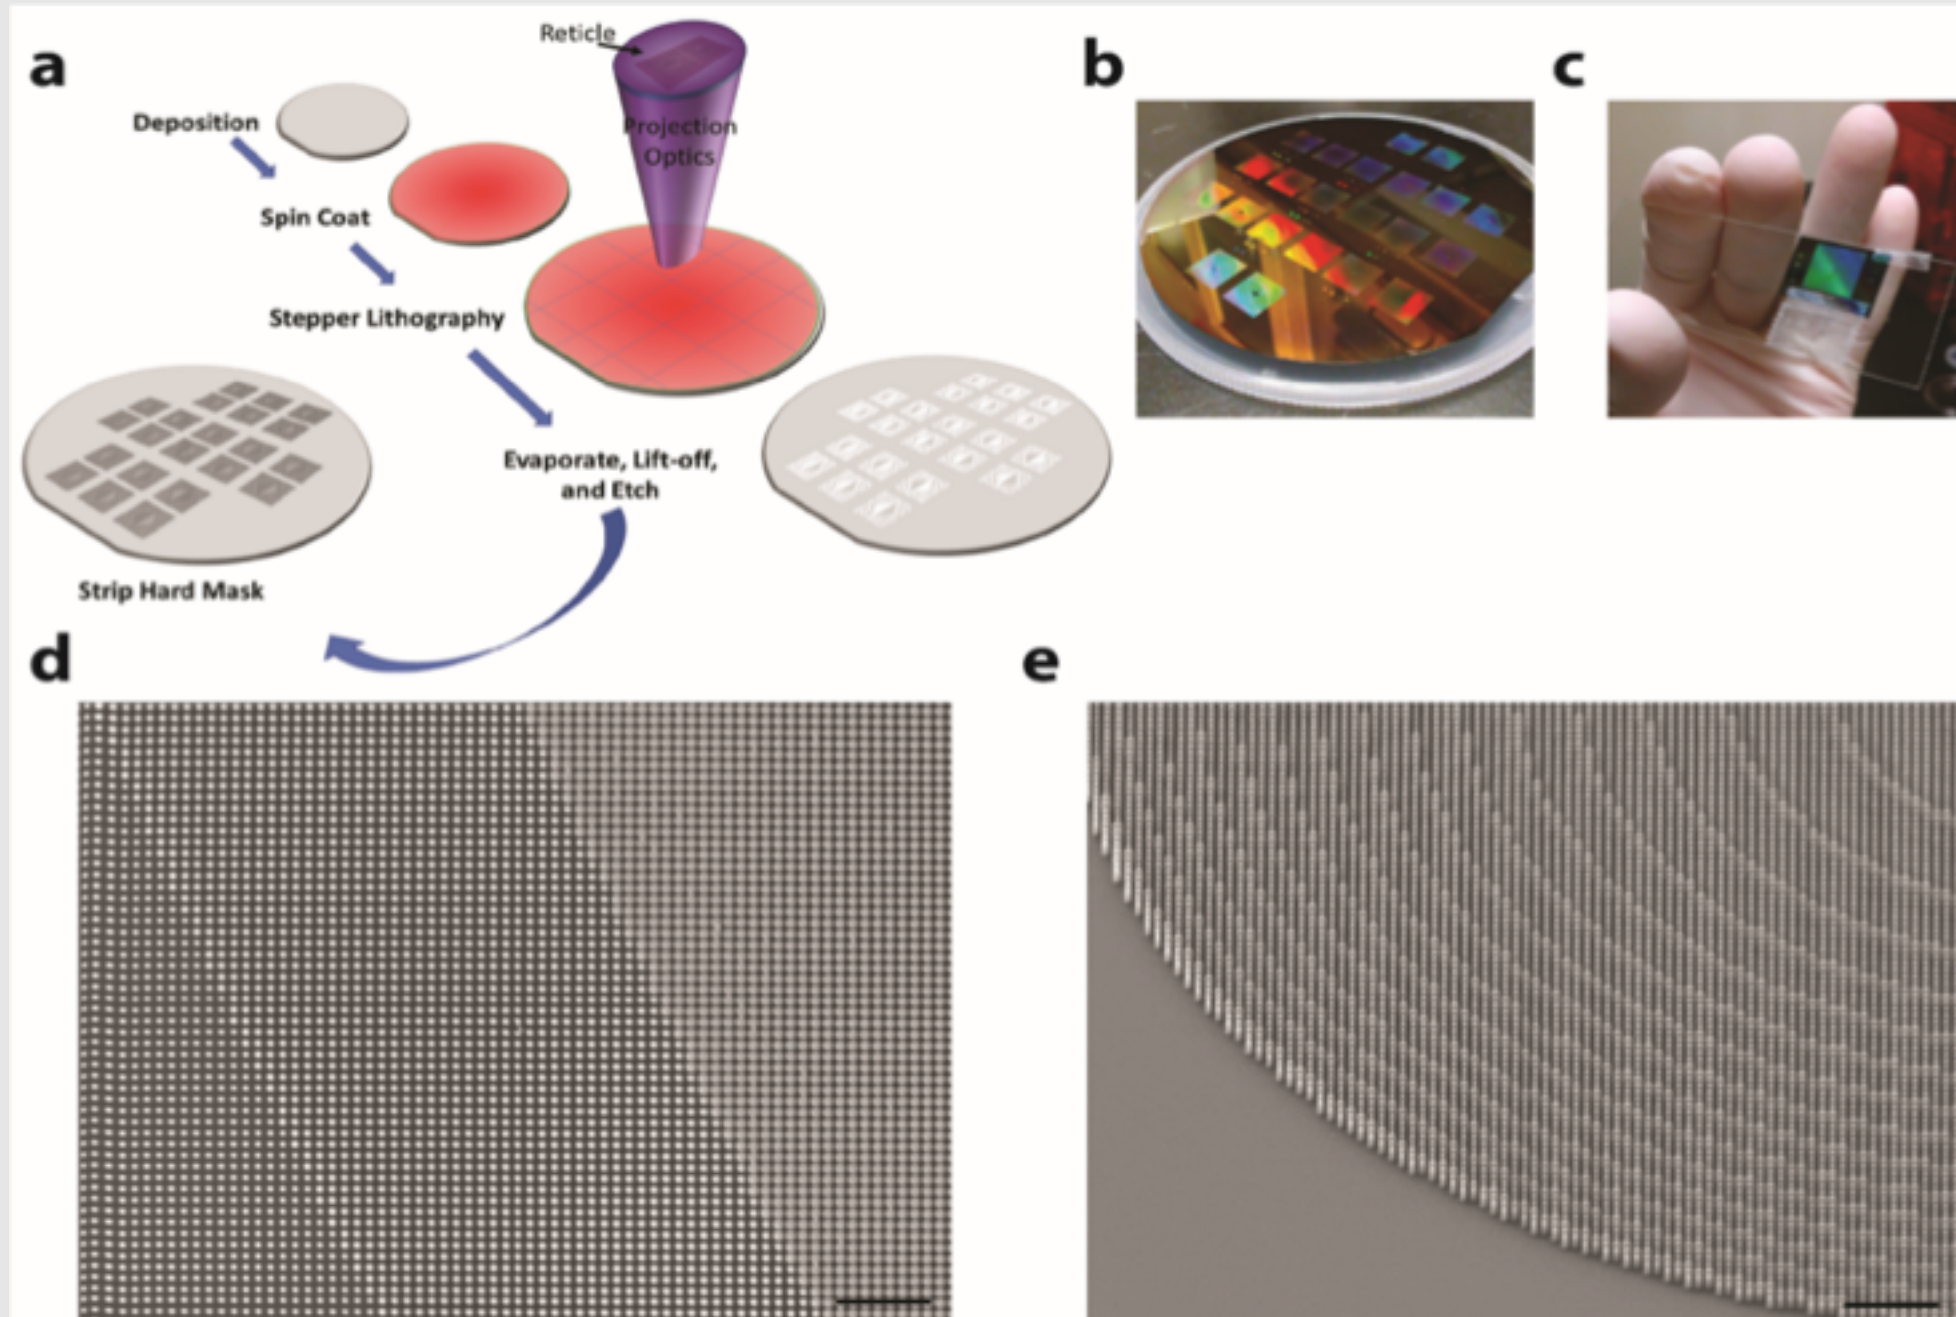 a
Reticle
Deposition
Projection
Optics
Spin Coat
Stepper Lithography
Evaporate, Lift-off,
and Etch
Strip Hard Mask
b
c
d
e